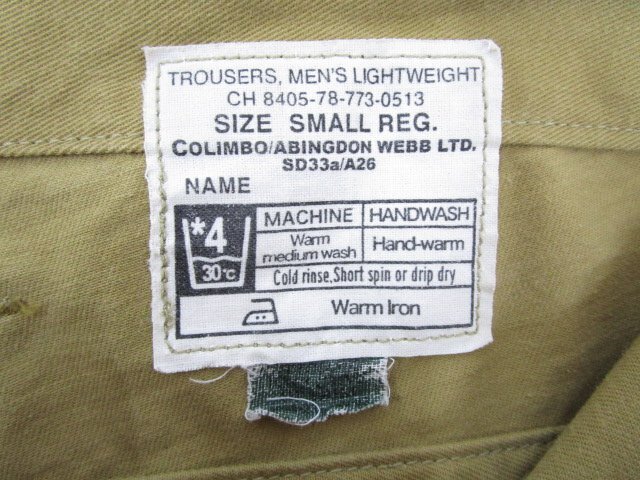 TROUSERS, MEN'S LIGHTWEIGHT
CH 8405-78-773-0513
SIZE SMALL REG.
COLIMBO/ABINGDON WEBB LTD.
SD33a/A26
NAME
*4
30°C
MACHINE HANDWASH
Warm medium wash
Hand-warm
Cold rinse. Short spin or drip dry
Warm Iron